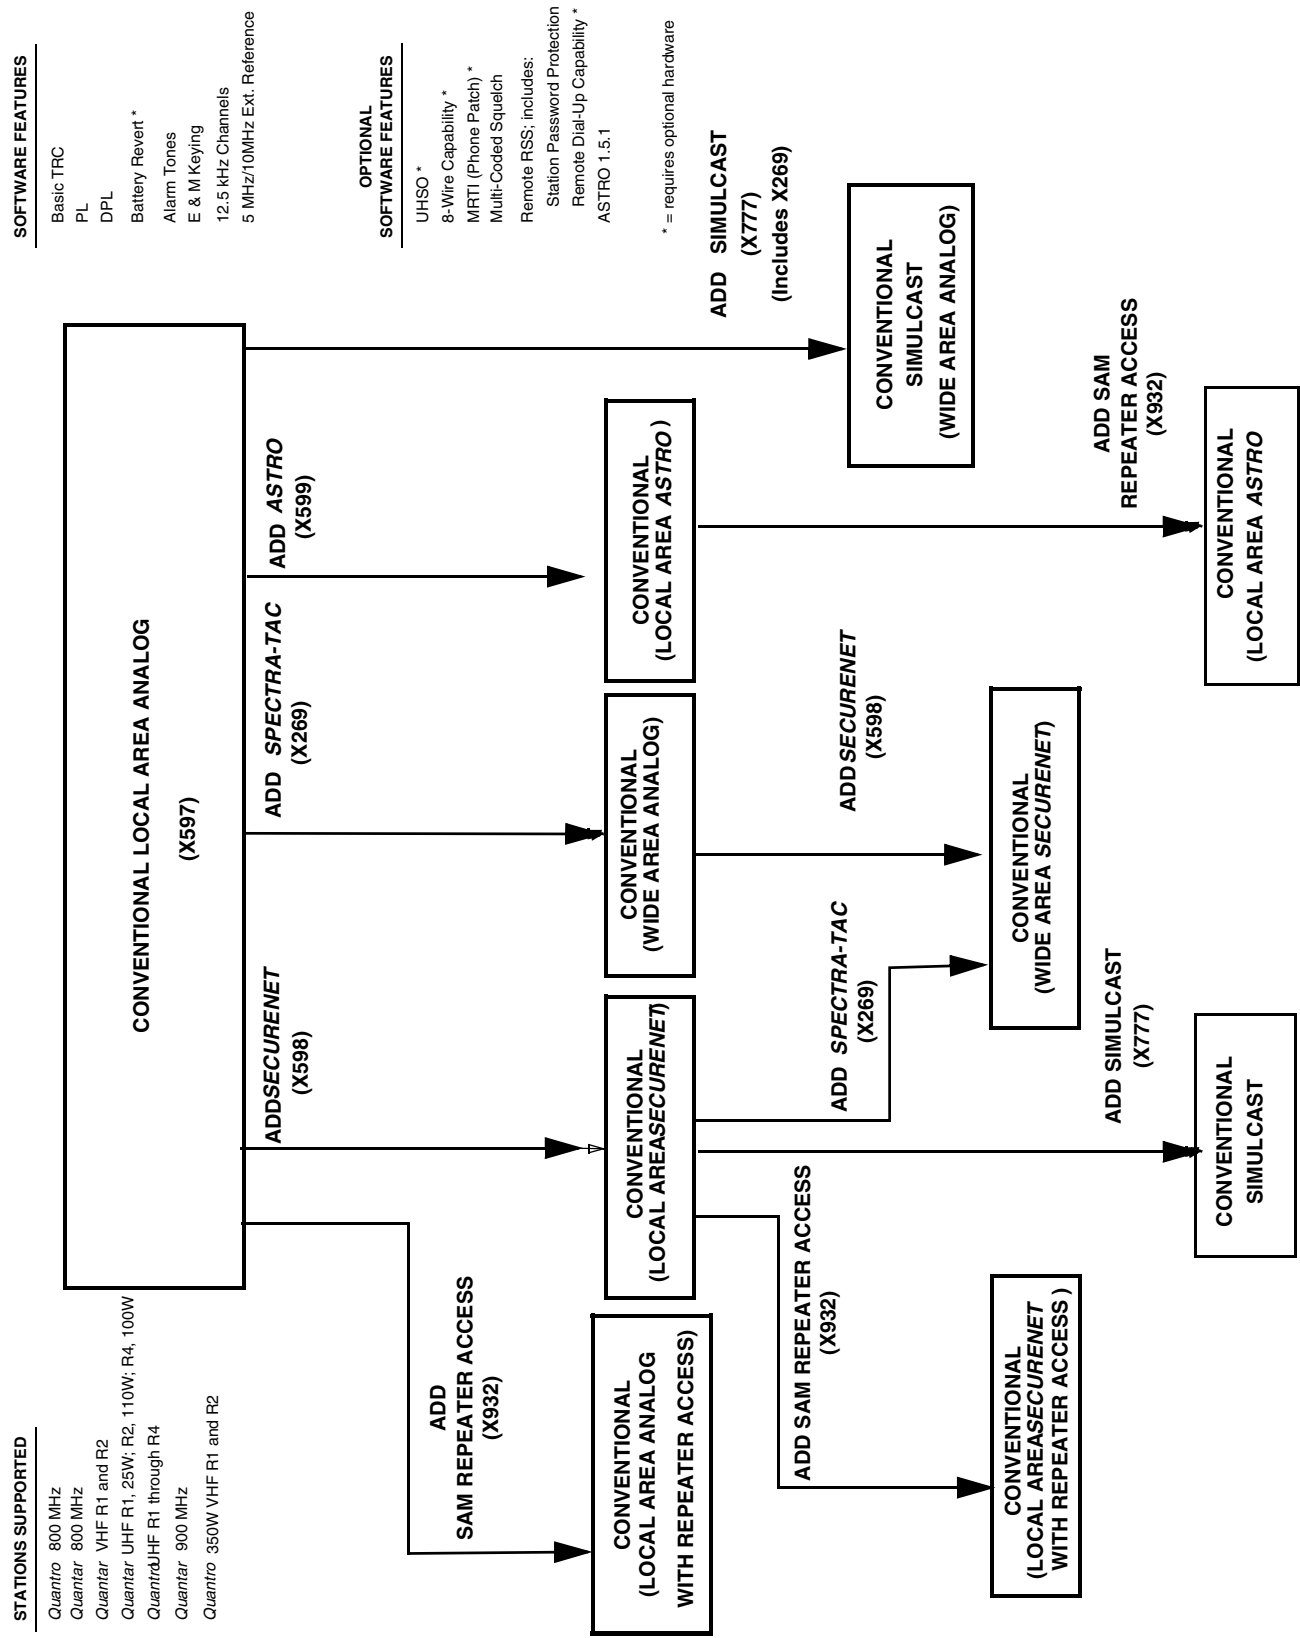 STATIONS SUPPORTED
Quantro 800 MHz
Quantar 800 MHz
Quantar VHF R1 and R2
Quantar UHF R1, 25W; R2, 110W; R4, 100W
Quantro UHF R1 through R4
Quantar 900 MHz
Quantro 350W VHF R1 and R2
SOFTWARE FEATURES
Basic TRC
PL
DPL
Battery Revert *
Alarm Tones
E & M Keying
12.5 kHz Channels
5 MHz/10MHz Ext. Reference
OPTIONAL
SOFTWARE FEATURES
UHSO *
8-Wire Capability *
MRTI (Phone Patch) *
Multi-Coded Squelch
Remote RSS; includes:
Station Password Protection
Remote Dial-Up Capability *
ASTRO 1.5.1
* = requires optional hardware
CONVENTIONAL LOCAL AREA ANALOG
(X597)
ADD
SAM REPEATER ACCESS
(X932)
ADDSECURENET
(X598)
ADD SPECTRA-TAC
(X269)
ADD ASTRO
(X599)
ADD SIMULCAST
(X777)
(Includes X269)
CONVENTIONAL
(LOCAL AREA ANALOG
WITH REPEATER ACCESS)
CONVENTIONAL
(LOCAL AREASECURENET)
CONVENTIONAL
(WIDE AREA ANALOG)
CONVENTIONAL
(LOCAL AREA ASTRO)
CONVENTIONAL
SIMULCAST
(WIDE AREA ANALOG)
ADD SAM REPEATER ACCESS
(X932)
ADD SPECTRA-TAC
(X269)
ADDSECURENET
(X598)
CONVENTIONAL
(LOCAL AREASECURENET
WITH REPEATER ACCESS )
CONVENTIONAL
(WIDE AREA SECURENET)
ADD SIMULCAST
(X777)
ADD SAM
REPEATER ACCESS
(X932)
CONVENTIONAL
SIMULCAST
CONVENTIONAL
(LOCAL AREA ASTRO